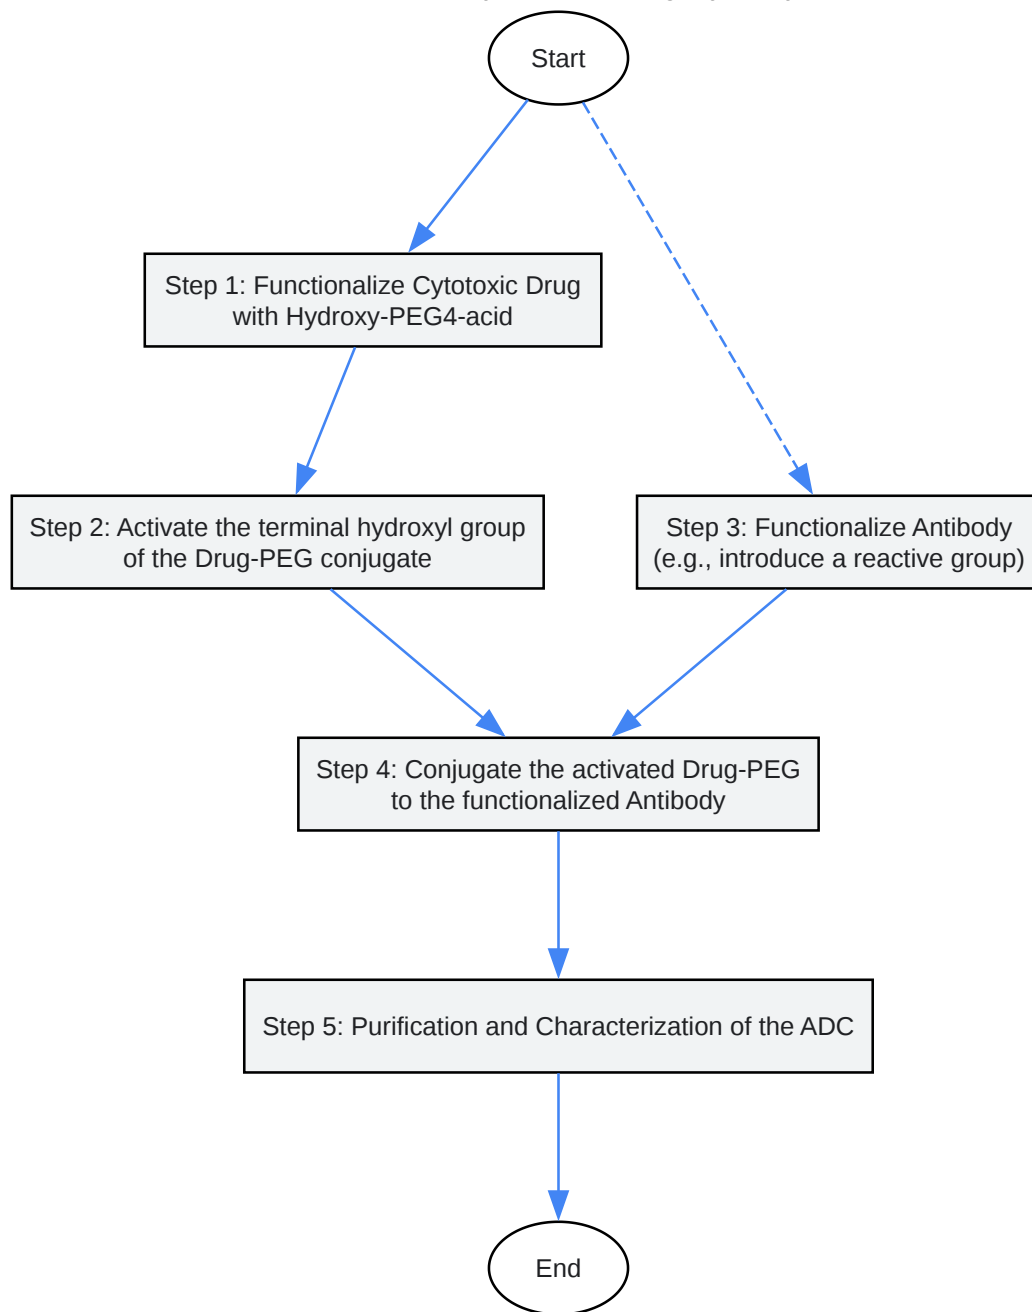 Start
Step 1: Functionalize Cytotoxic Drug
with Hydroxy-PEG4-acid
Step 2: Activate the terminal hydroxyl group
of the Drug-PEG conjugate
Step 3: Functionalize Antibody
(e.g., introduce a reactive group)
Step 4: Conjugate the activated Drug-PEG
to the functionalized Antibody
Step 5: Purification and Characterization of the ADC
End